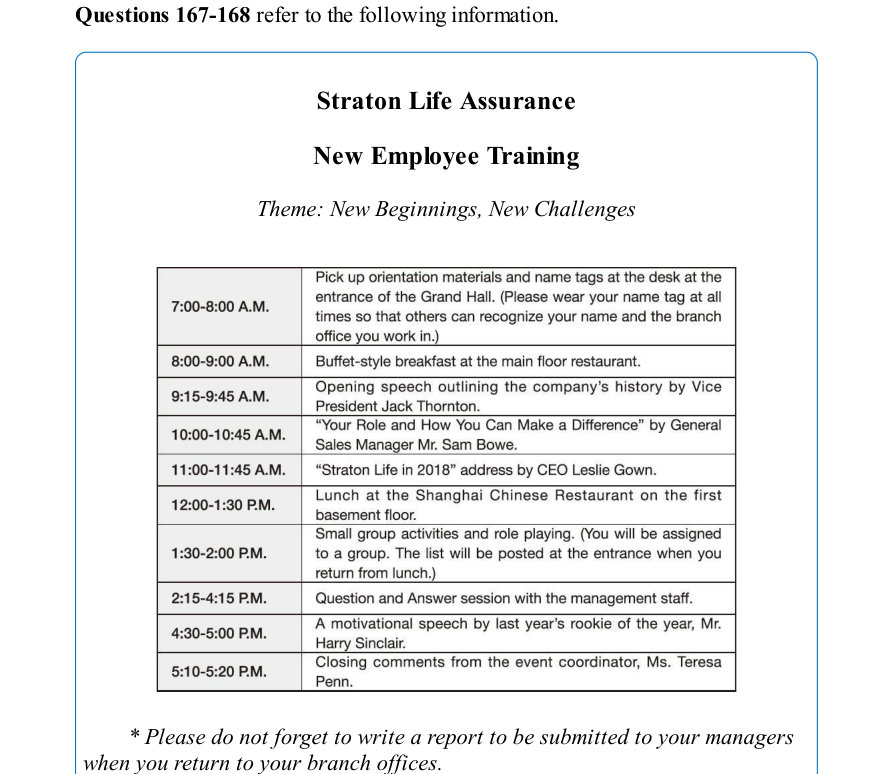 Questions 167-168 refer to the following information.
Straton Life Assurance
New Employee Training
Theme: New Beginnings, New Challenges
7:00-8:00 A.M.
Pick up orientation materials and name tags at the desk at the
entrance of the Grand Hall. (Please wear your name tag at all
times so that others can recognize your name and the branch
office you work in.)
8:00-9:00 A.M.
Buffet-style breakfast at the main floor restaurant.
9:15-9:45 A.M.
Opening speech outlining the company's history by Vice
President Jack Thornton.
10:00-10:45 A.M.
“Your Role and How You Can Make a Difference” by General
Sales Manager Mr. Sam Bowe.
11:00-11:45 A.M.
“Straton Life in 2018” address by CEO Leslie Gown.
12:00-1:30 P.M.
Lunch at the Shanghai Chinese Restaurant on the first
basement floor.
1:30-2:00 P.M.
Small group activities and role playing. (You will be assigned
to a group. The list will be posted at the entrance when you
return from lunch.)
2:15-4:15 P.M.
Question and Answer session with the management staff.
4:30-5:00 P.M.
A motivational speech by last year's rookie of the year, Mr.
Harry Sinclair.
5:10-5:20 P.M.
Closing comments from the event coordinator, Ms. Teresa
Penn.
* Please do not forget to write a report to be submitted to your managers
when you return to your branch offices.